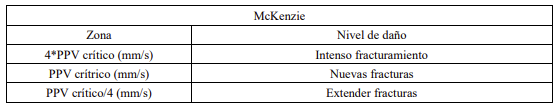 McKenzie
Zona Nivel de daño
4*PPV crítico (mm/s) Intenso fracturamiento
PPV crítrico (mm/s) Nuevas fracturas
PPV crítico/4 (mm/s) Extender fracturas